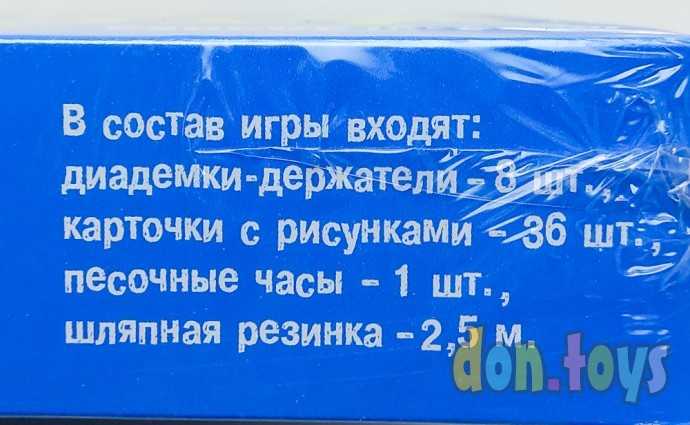 В состав игры входят:
диадемки-держатели - 8 шт.,
карточки с рисунками - 36 шт.,
песочные часы - 1 шт.,
шляпная резинка - 2,5 м.
don.toys